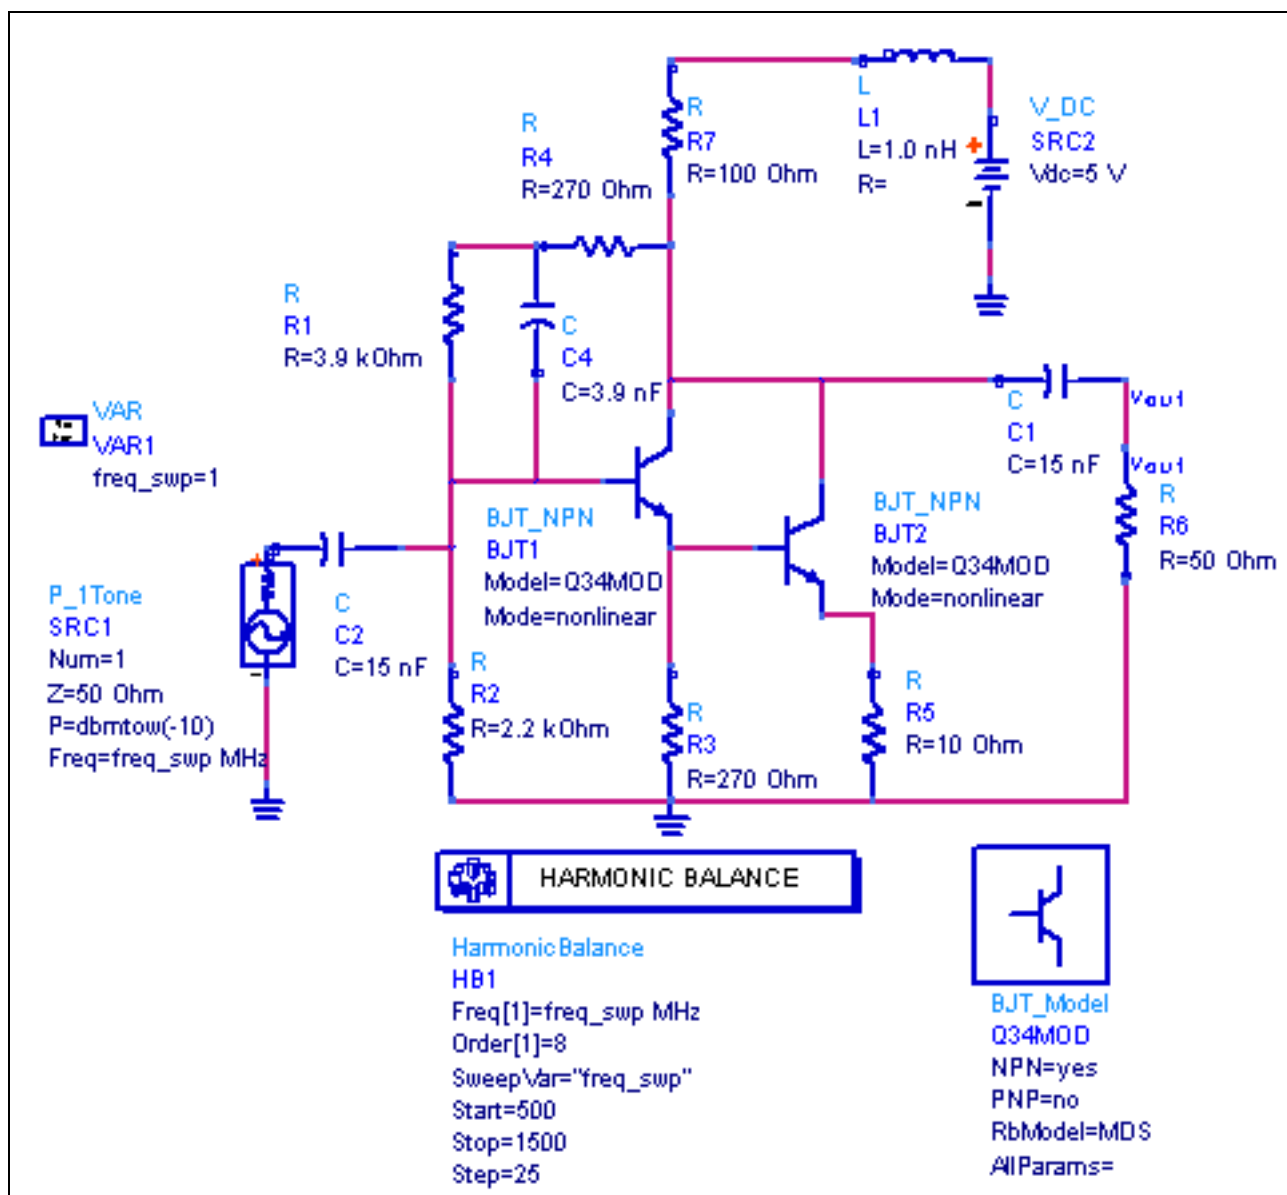 L
L1
L=1.0 nH
R=
V_DC
SRC2
Vdc=5 V
R
R7
R=100 Ohm
R
R4
R=270 Ohm
R
R1
R=3.9 kOhm
C
C4
C=3.9 nF
C
C1
C=15 nF
Vout
Vout
R
R6
R=50 Ohm
VAR
VAR1
freq_swp=1
BJT_NPN
BJT1
Model=Q34MOD
Mode=nonlinear
BJT_NPN
BJT2
Model=Q34MOD
Mode=nonlinear
P_1Tone
SRC1
Num=1
Z=50 Ohm
P=dbmtow(-10)
Freq=freq_swp MHz
C
C2
C=15 nF
R
R2
R=2.2 kOhm
R
R3
R=270 Ohm
R
R5
R=10 Ohm
HARMONIC BALANCE
HarmonicBalance
HB1
Freq[1]=freq_swp MHz
Order[1]=8
SweepVar="freq_swp"
Start=500
Stop=1500
Step=25
BJT_Model
Q34MOD
NPN=yes
PNP=no
RbModel=MDS
AllParams=